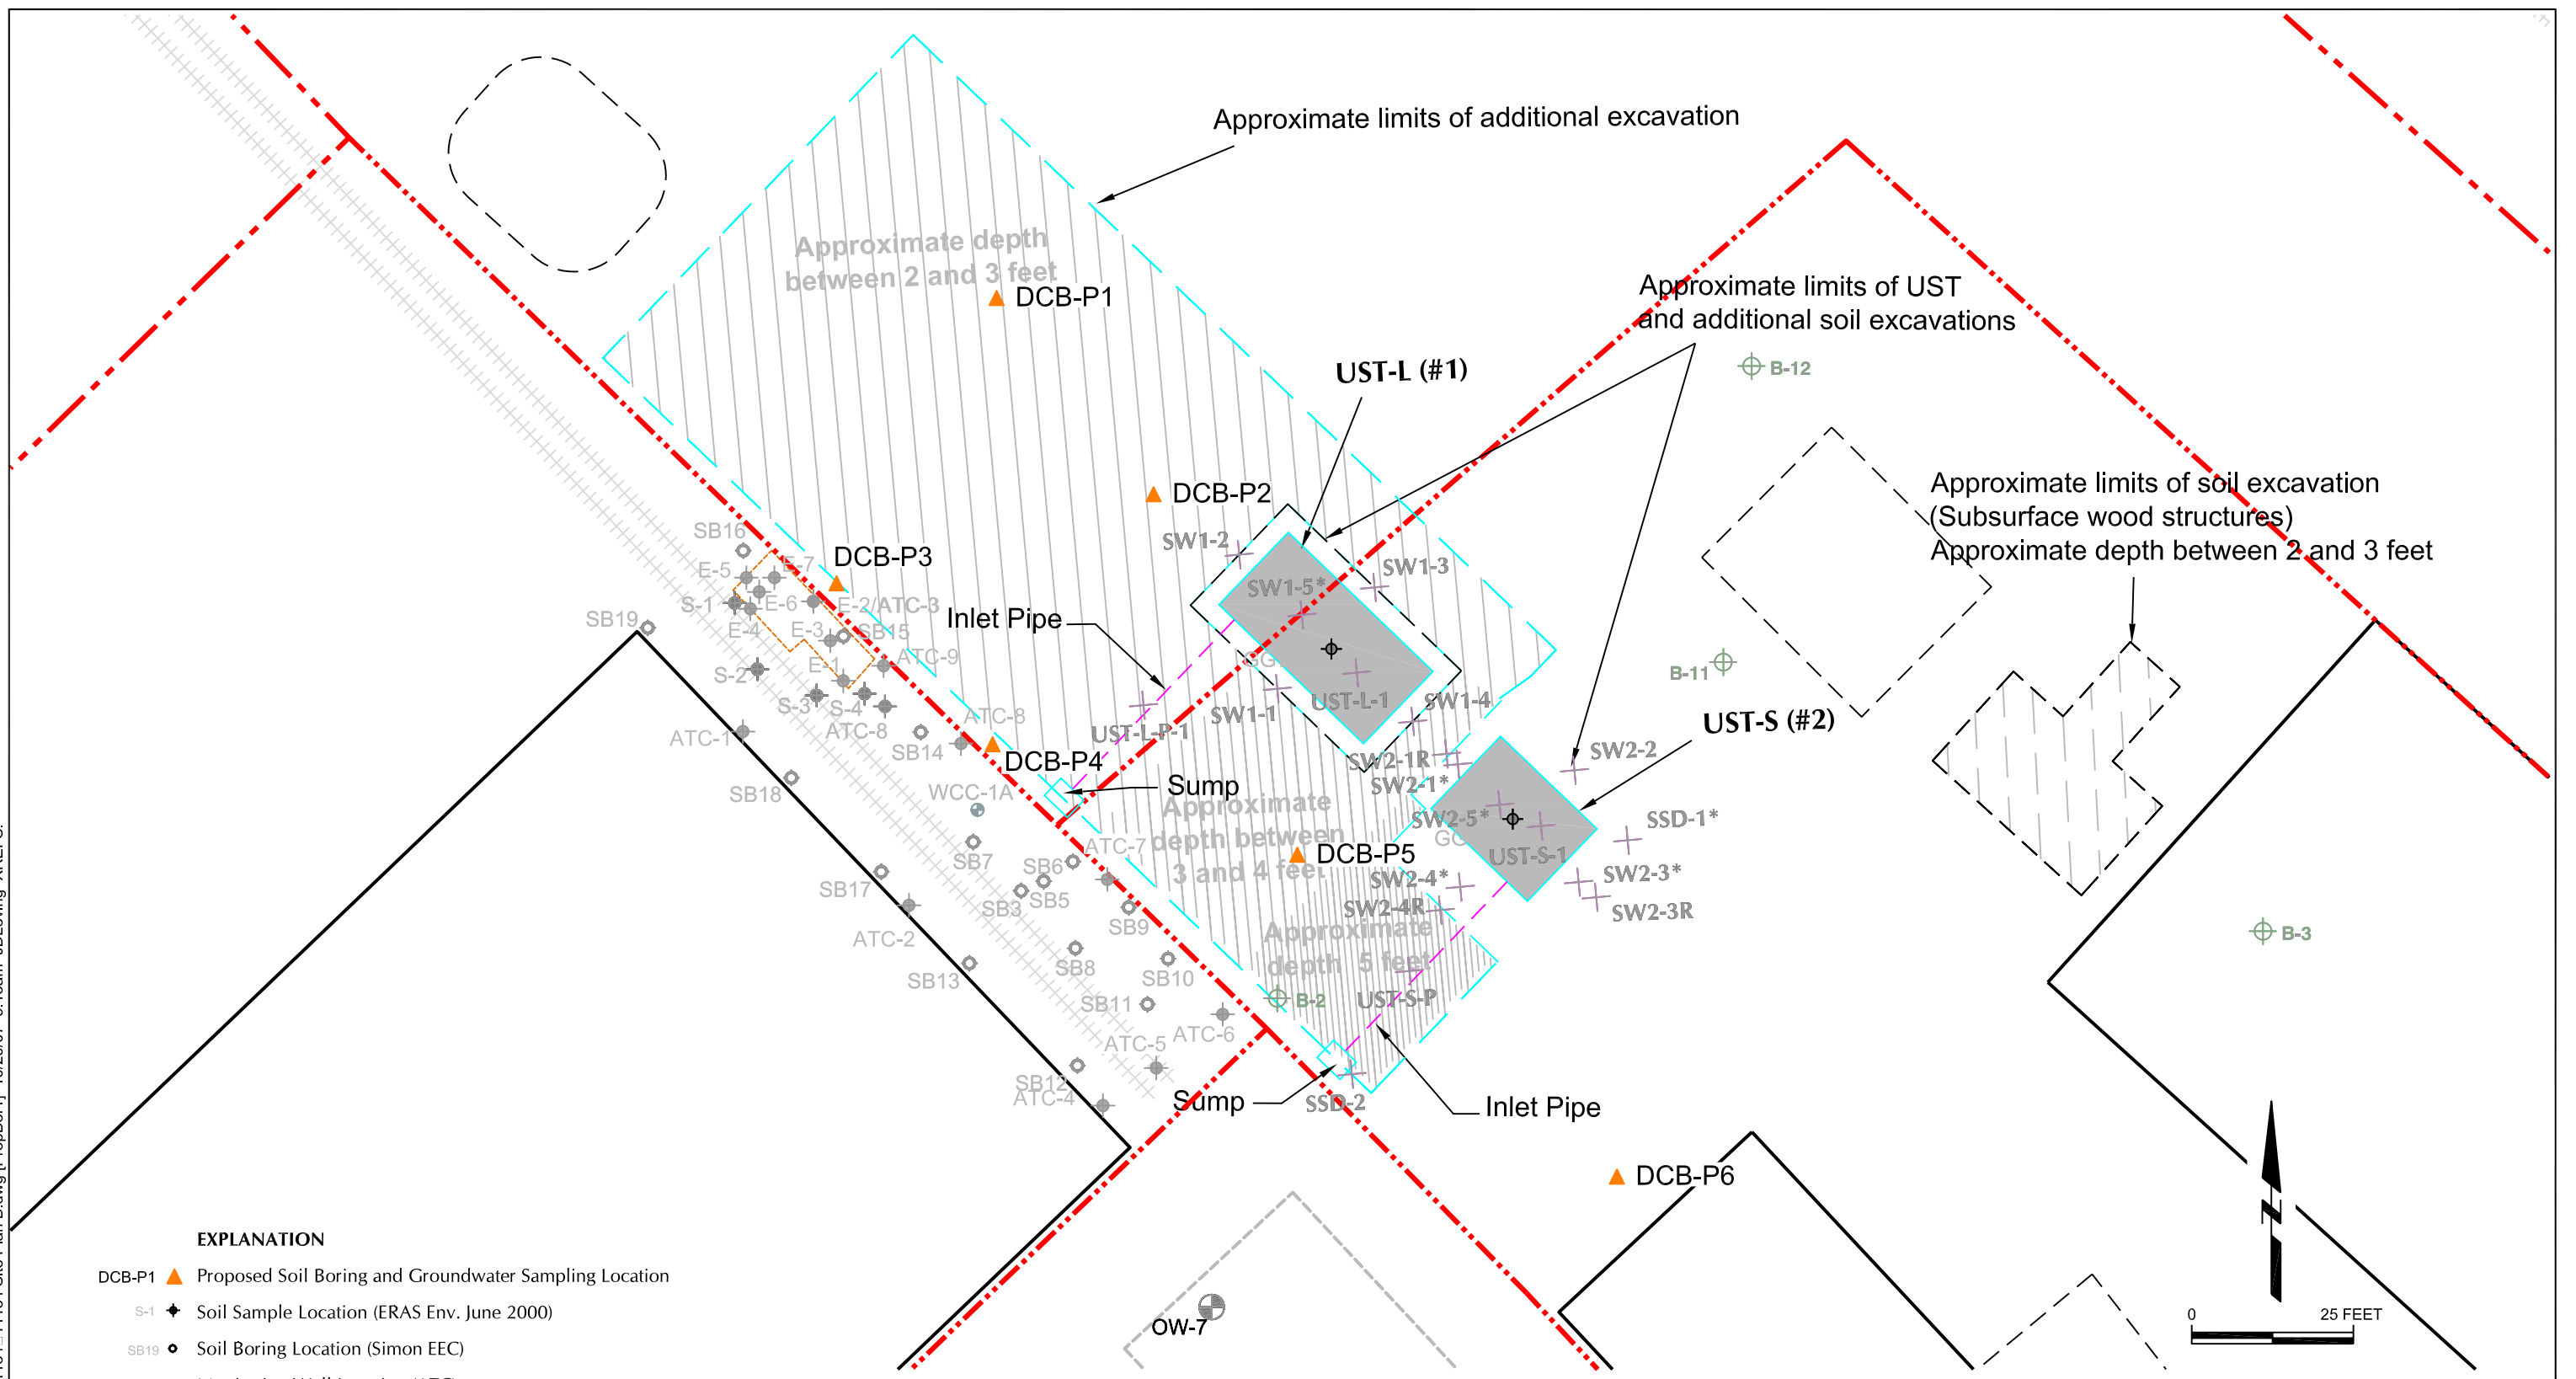 Approximate limits of additional excavation
Approximate depth
between 2 and 3 feet
DCB-P1
Approximate limits of UST
and additional soil excavations
UST-L (#1)
B-12
Approximate limits of soil excavation
(Subsurface wood structures)
Approximate depth between 2 and 3 feet
DCB-P2
SW1-2
SW1-3
SW1-5*
SB16
DCB-P3
E-5
E-7
S-1
E-6
E-2/ATC-3
E-4
E-3
SB15
SB19
Inlet Pipe
E-1
ATC-9
S-2
GG
B-11
S-3
S-4
UST-L-1
SW1-4
SW1-1
ATC-8
ATC-8
UST-L-P-1
UST-S (#2)
ATC-1
SB14
DCB-P4
SW2-1R
SW2-2
SB18
WCC-1A
Sump
SW2-1*
Approximate
depth between
3 and 4 feet
SW2-5*
SSD-1*
GG
ATC-7
DCB-P5
UST-S-1
SB7
SB6
SB17
SB3
SB5
SW2-4*
SW2-3*
SW2-4R
SW2-3R
SB9
ATC-2
Approximate
depth 5 feet
B-3
SB8
SB10
SB13
SB11
B-2
UST-S-P
ATC-6
ATC-5
SB12
ATC-4
Sump
SSD-2
Inlet Pipe
DCB-P6
OW-7
N
0 25 FEET
EXPLANATION
DCB-P1 Proposed Soil Boring and Groundwater Sampling Location
S-1 Soil Sample Location (ERAS Env. June 2000)
SB19 Soil Boring Location (Simon EEC)